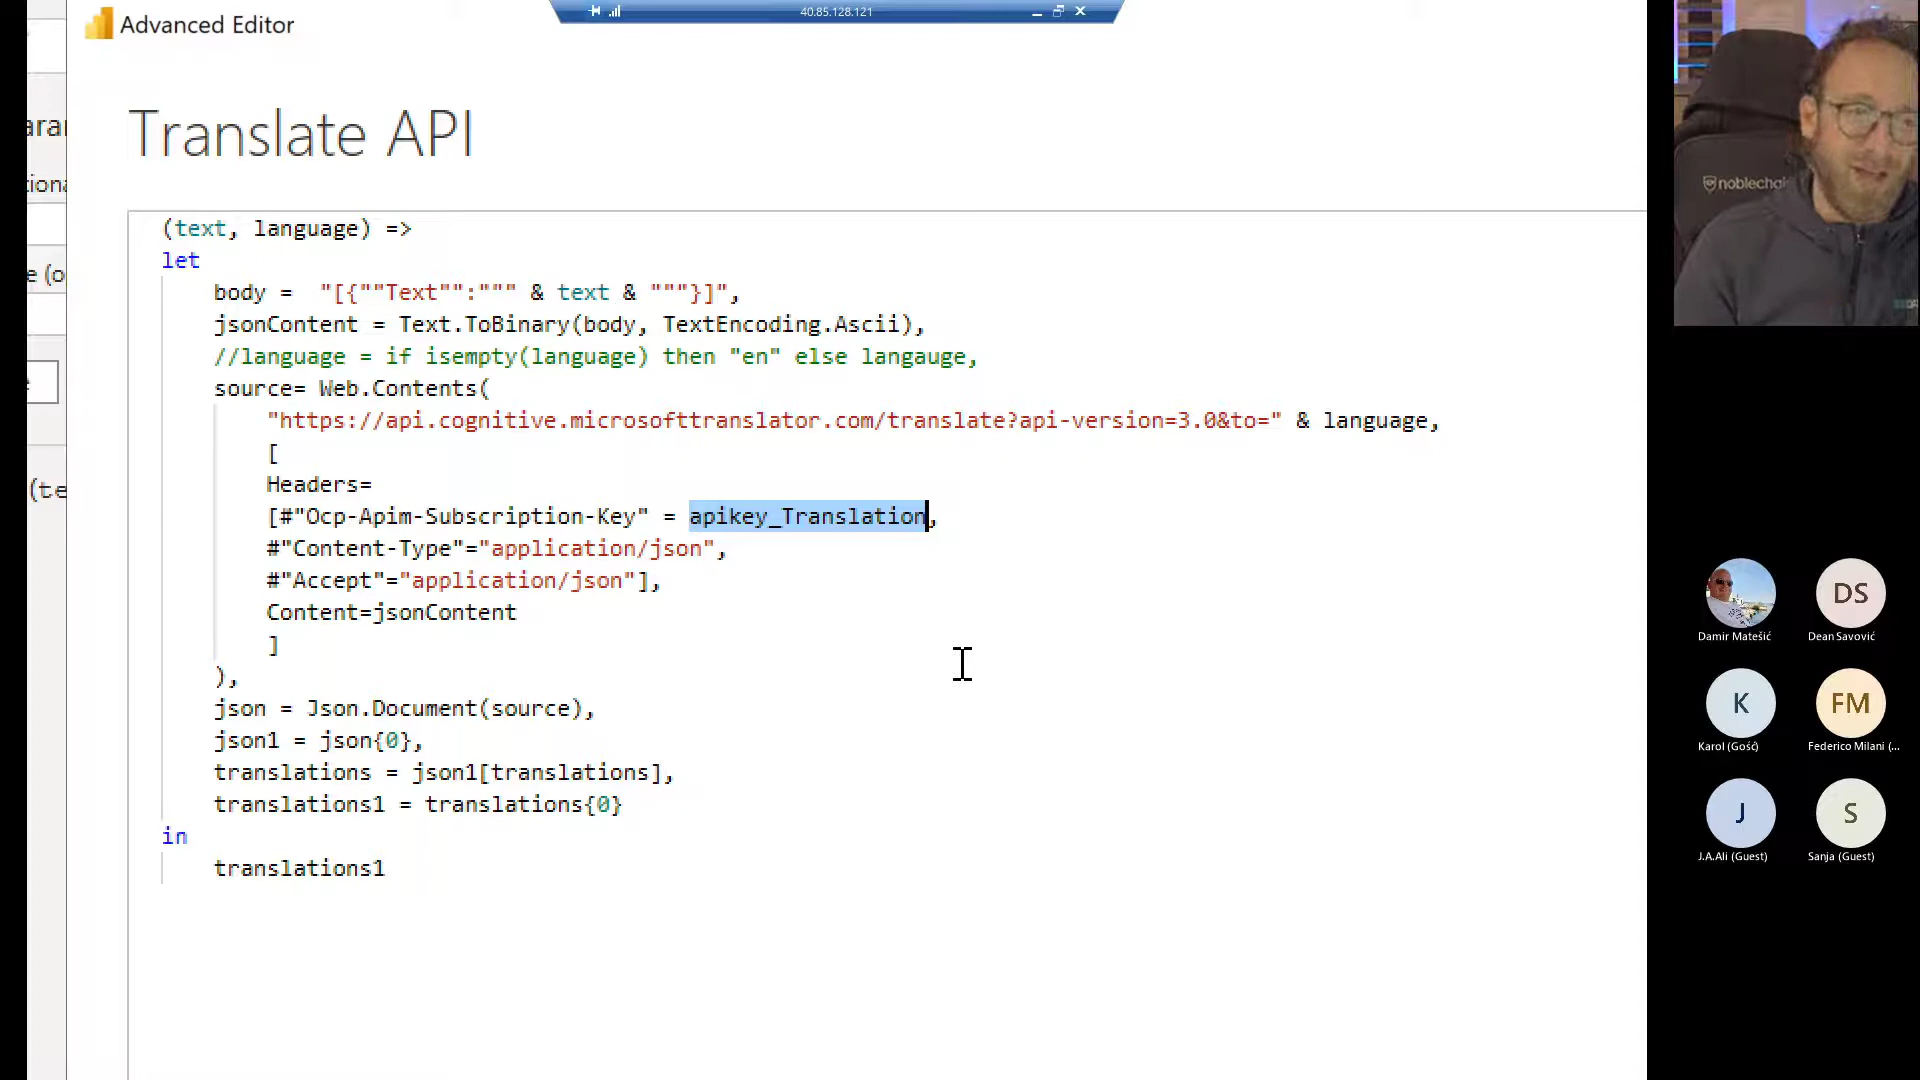 Advanced Editor
40.85.128.121
Translate API
(text, language) =>
let
body =  "[{""Text"":""" & text & """}]",
jsonContent = Text.ToBinary(body, TextEncoding.Ascii),
//language = if isempty(language) then "en" else langauge,
source= Web.Contents(
"https://api.cognitive.microsofttranslator.com/translate?api-version=3.0&to=" & language,
[
Headers=
[#"Ocp-Apim-Subscription-Key" = apikey_Translation,
#"Content-Type"="application/json",
#"Accept"="application/json"],
Content=jsonContent
]
),
json = Json.Document(source),
json1 = json{0},
translations = json1[translations],
translations1 = translations{0}
in
translations1
noblechai
DS
Damir Matešić
Dean Savović
K
FM
Karol (Gość)
Federico Milani (...
J
S
J.A.Ali (Guest)
Sanja (Guest)